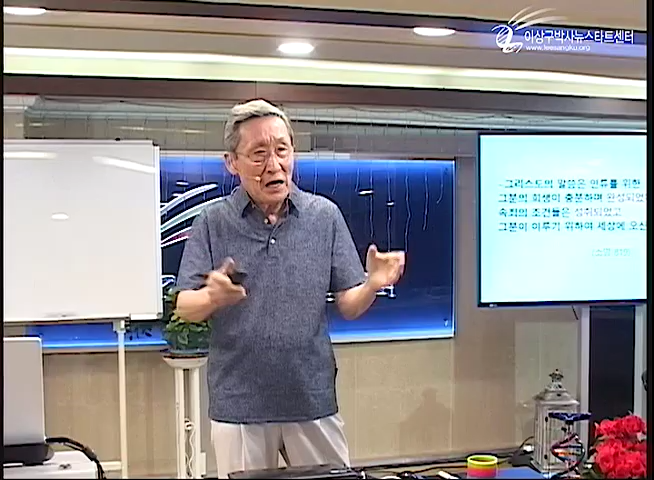 이상구박사뉴스타트센터
www.leesangku.org
-그리스도의 말씀은 인류를 위한
그분의 희생이 충분하며 완성되었
속죄의 조건들은 성취되었고
그분이 이루기 위하여 세상에 오신